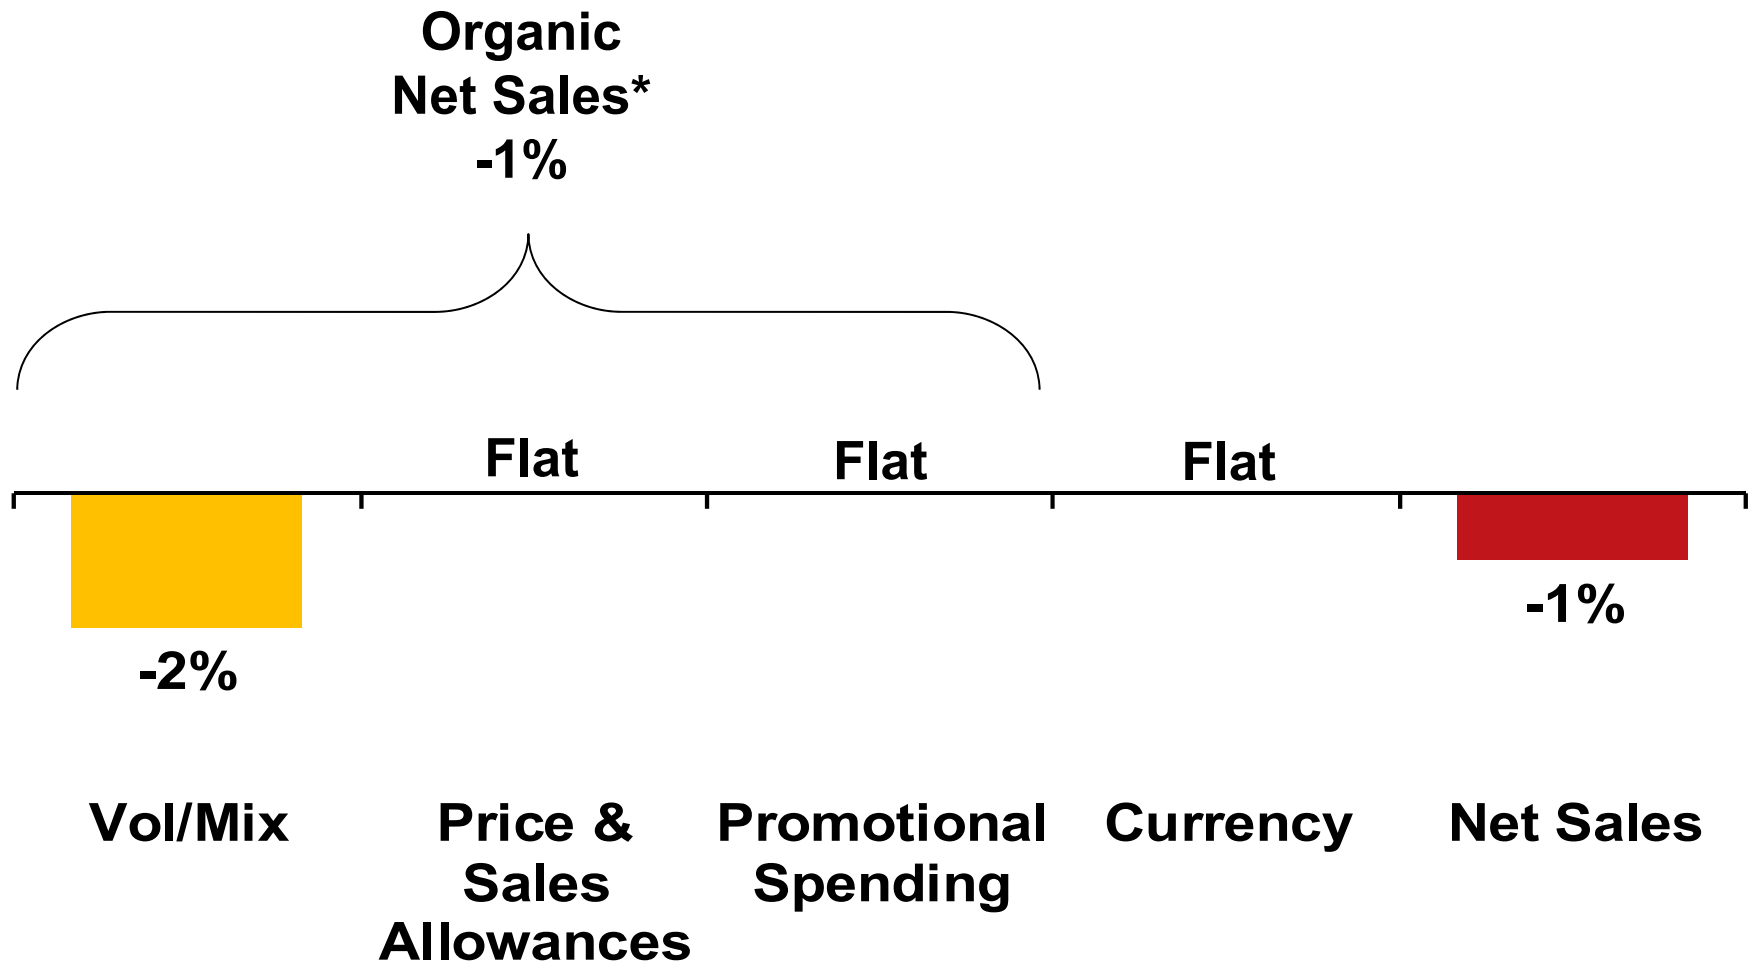 Organic
Net Sales*
-1%
Flat
Flat
Flat
-2%
-1%
Vol/Mix
Price &
Sales
Allowances
Promotional
Spending
Currency
Net Sales